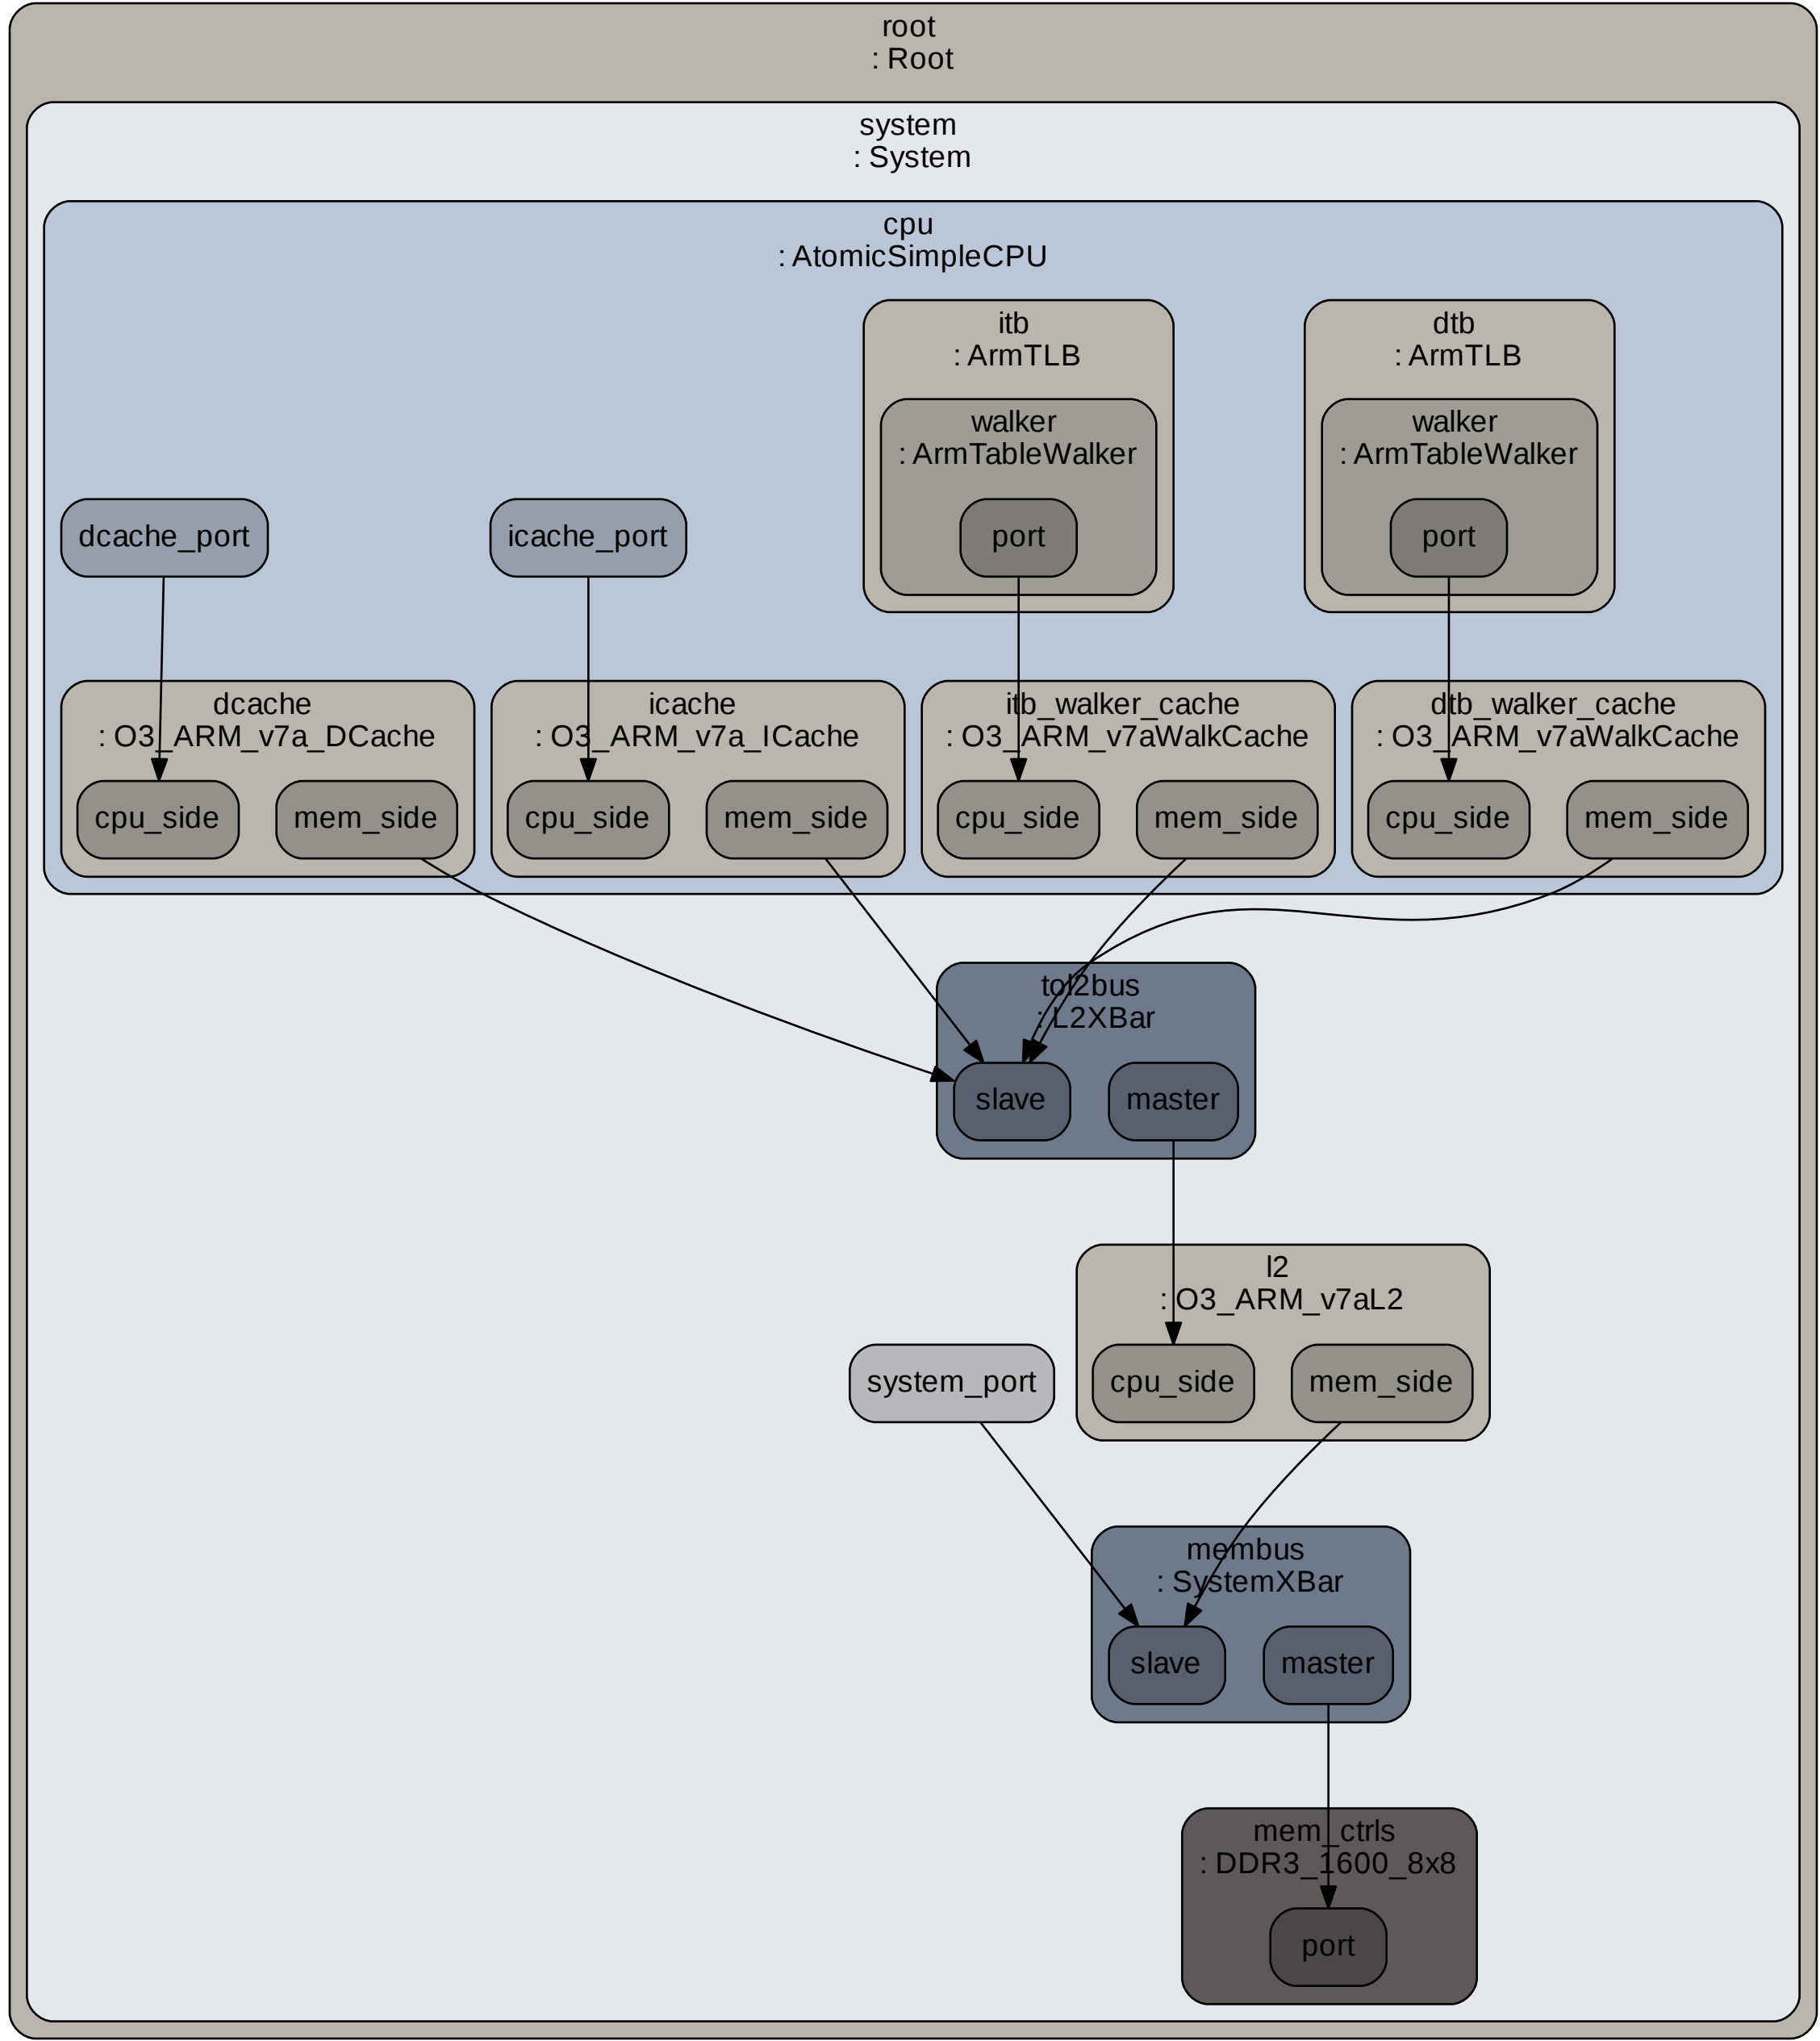 root
: Root
system
: System
cpu
: AtomicSimpleCPU
itb
: ArmTLB
dtb
: ArmTLB
walker
: ArmTableWalker
walker
: ArmTableWalker
dcache_port
icache_port
port
port
dcache
: O3_ARM_v7a_DCache
icache
: O3_ARM_v7a_ICache
itb_walker_cache
: O3_ARM_v7aWalkCache
dtb_walker_cache
: O3_ARM_v7aWalkCache
cpu_side
mem_side
cpu_side
mem_side
cpu_side
mem_side
cpu_side
mem_side
tol2bus
: L2XBar
slave
master
l2
: O3_ARM_v7aL2
system_port
cpu_side
mem_side
membus
: SystemXBar
slave
master
mem_ctrls
: DDR3_1600_8x8
port